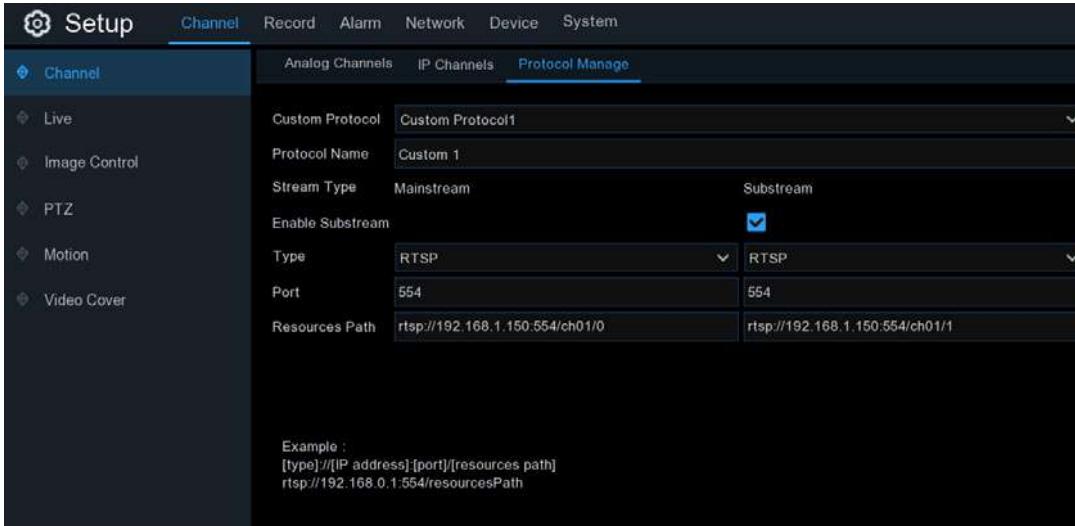 Setup Channel Record Alarm Network Device System
Channel
Live
Image Control
PTZ
Motion
Video Cover
Analog Channels IP Channels Protocol Manage
Custom Protocol Custom Protocol1
Protocol Name Custom 1
Stream Type Mainstream Substream
Enable Substream
Type RTSP RTSP
Port 554 554
Resources Path rtsp://192.168.1.150:554/ch01/0 rtsp://192.168.1.150:554/ch01/1
Example :
[type]://[IP address]:[port]/[resources path]
rtsp://192.168.0.1:554/resourcesPath